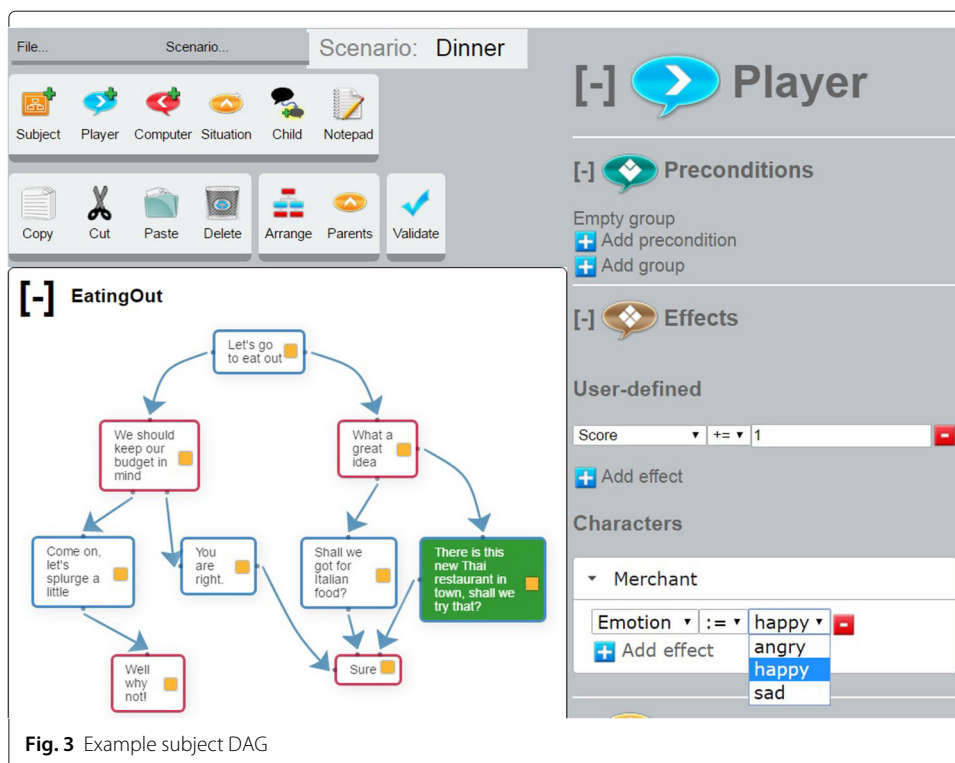 File...
Scenario...
Scenario: Dinner
Subject
Player
Computer
Situation
Child
Notepad
Copy
Cut
Paste
Delete
Arrange
Parents
Validate
[-] EatingOut
Let's go
to eat out
We should
keep our
budget in
mind
What a
great
idea
Come on,
let's
splurge a
little
You
are
right.
Shall we
got for
Italian
food?
There is this
new Thai
restaurant in
town, shall we
try that?
Well
why
not!
Sure
[-] Player
[-] Preconditions
Empty group
Add precondition
Add group
[-] Effects
User-defined
Score += 1
Add effect
Characters
Merchant
Emotion := happy
Add effect
angry
happy
sad
Fig. 3 Example subject DAG